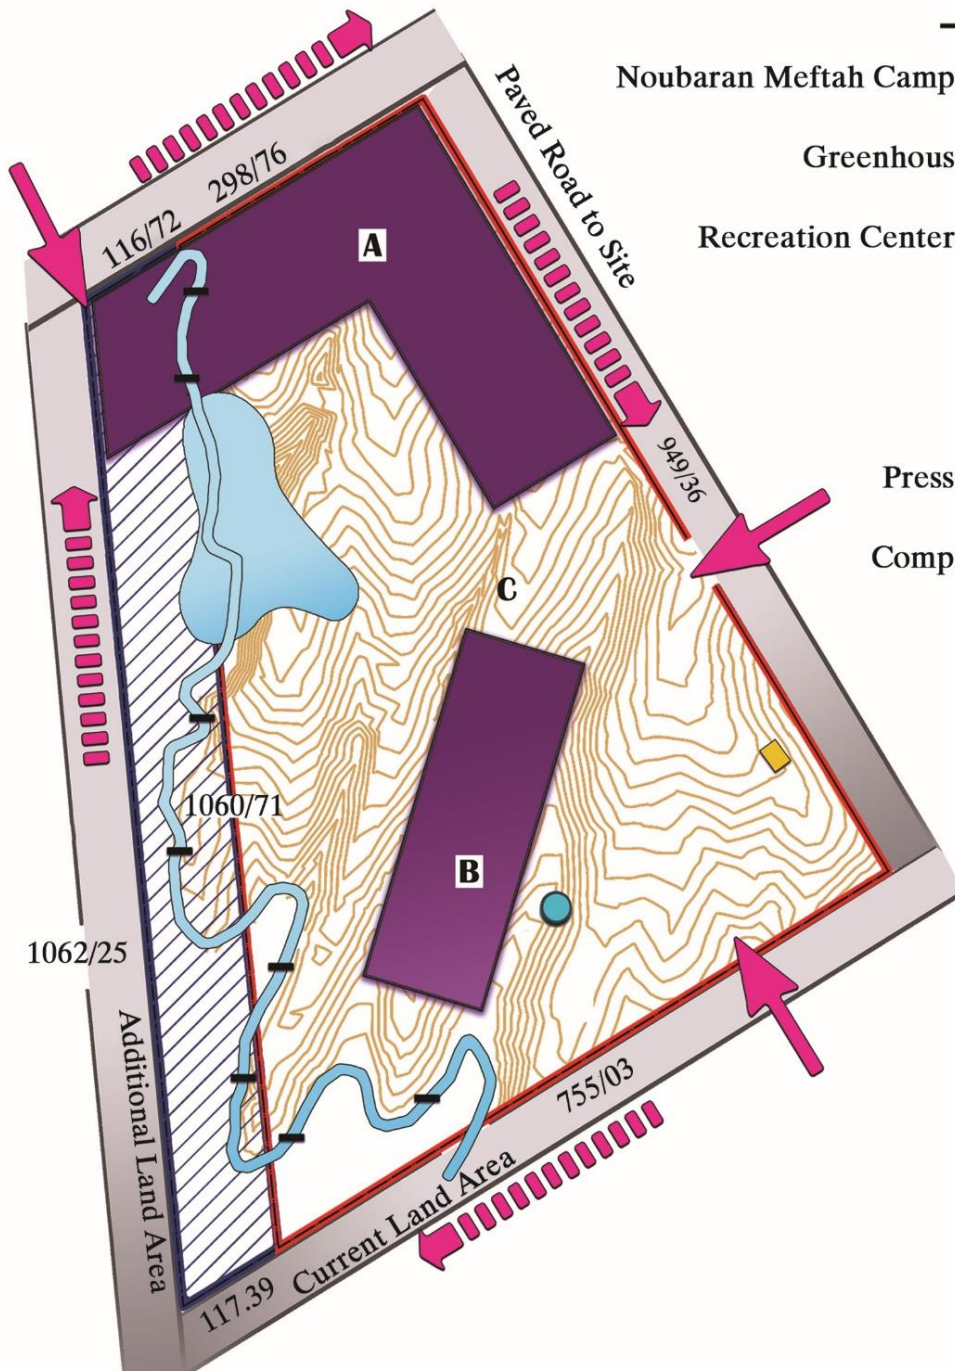 Noubaran Meftah Camp
Greenhous
Recreation Center
Press
Comp
Paved Road to Site
298/76
116/72
A
949/36
C
1060/71
B
1062/25
Additional Land Area
755/03
Current Land Area
117.39